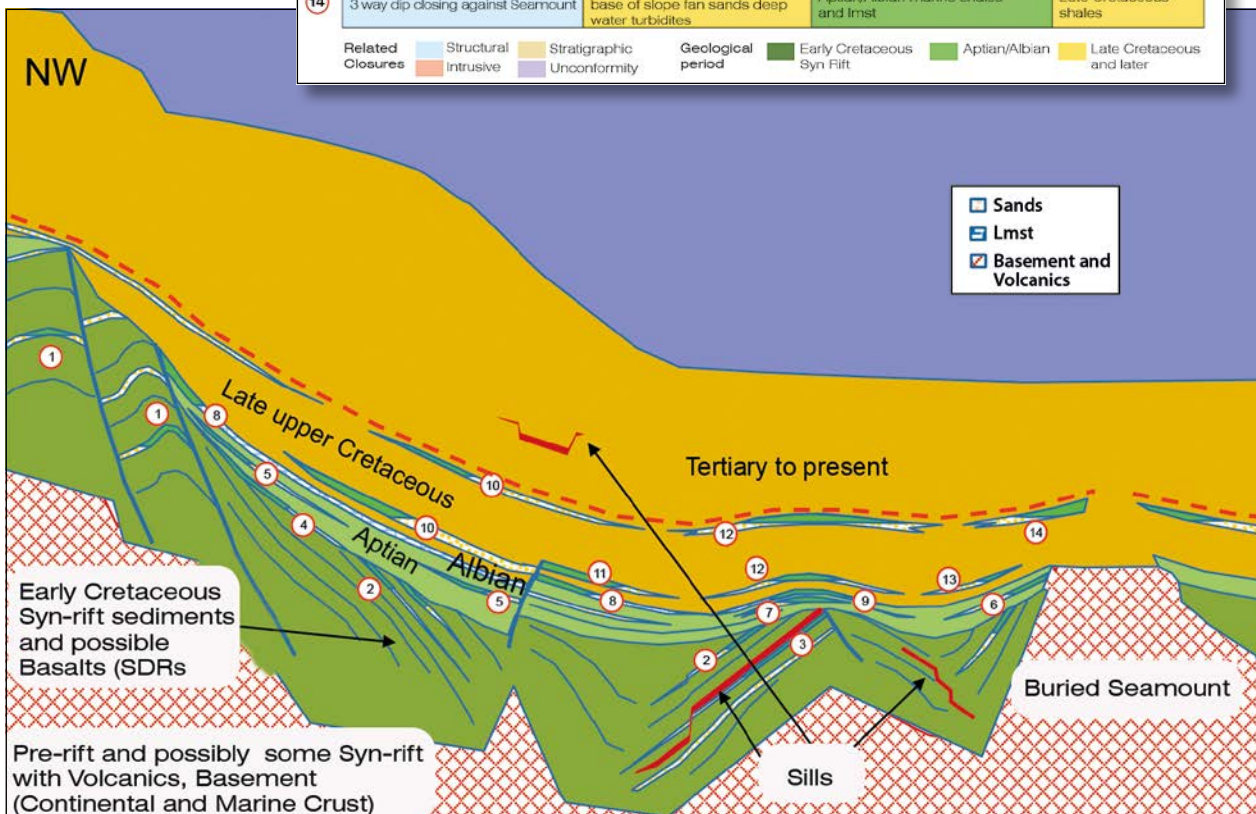 14
3 way dip closing against Seamount
base of slope fan sands deep
water turbidites
and lmst
shales
Related
Closures
Structural
Stratigraphic
Intrusive
Unconformity
Geological
period
Early Cretaceous
Syn Rift
Aptian/Albian
Late Cretaceous
and later
NW
Sands
Lmst
Basement and
Volcanics
1
1
8
5
4
2
Late upper Cretaceous
10
10
Aptian
Albian
5
11
8
Tertiary to present
12
12
14
13
7
9
6
2
3
Early Cretaceous
Syn-rift sediments
and possible
Basalts (SDRs
Pre-rift and possibly some Syn-rift
with Volcanics, Basement
(Continental and Marine Crust)
Sills
Buried Seamount